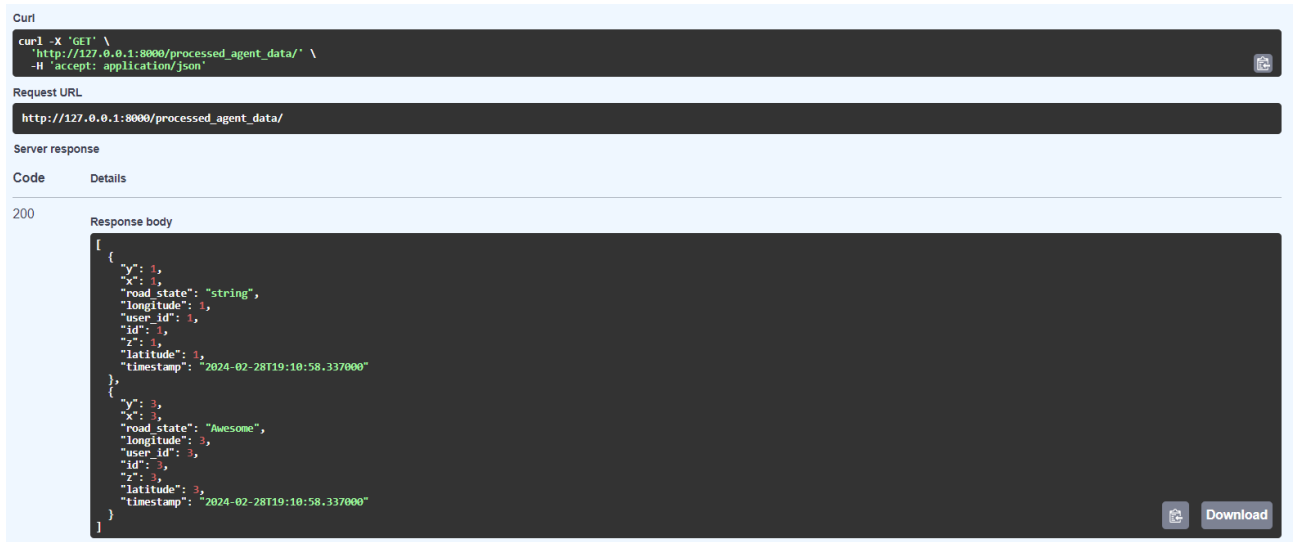 Curl
curl -X 'GET' \
  'http://127.0.0.1:8000/processed_agent_data/' \
  -H 'accept: application/json'
Request URL
http://127.0.0.1:8000/processed_agent_data/
Server response
Code Details
200
Response body
[
  {
    "y": 1,
    "x": 1,
    "road_state": "string",
    "longitude": 1,
    "user_id": 1,
    "id": 1,
    "z": 1,
    "latitude": 1,
    "timestamp": "2024-02-28T19:10:58.337000"
  },
  {
    "y": 3,
    "x": 3,
    "road_state": "Awesome",
    "longitude": 3,
    "user_id": 3,
    "id": 3,
    "z": 3,
    "latitude": 3,
    "timestamp": "2024-02-28T19:10:58.337000"
  }
]
Download